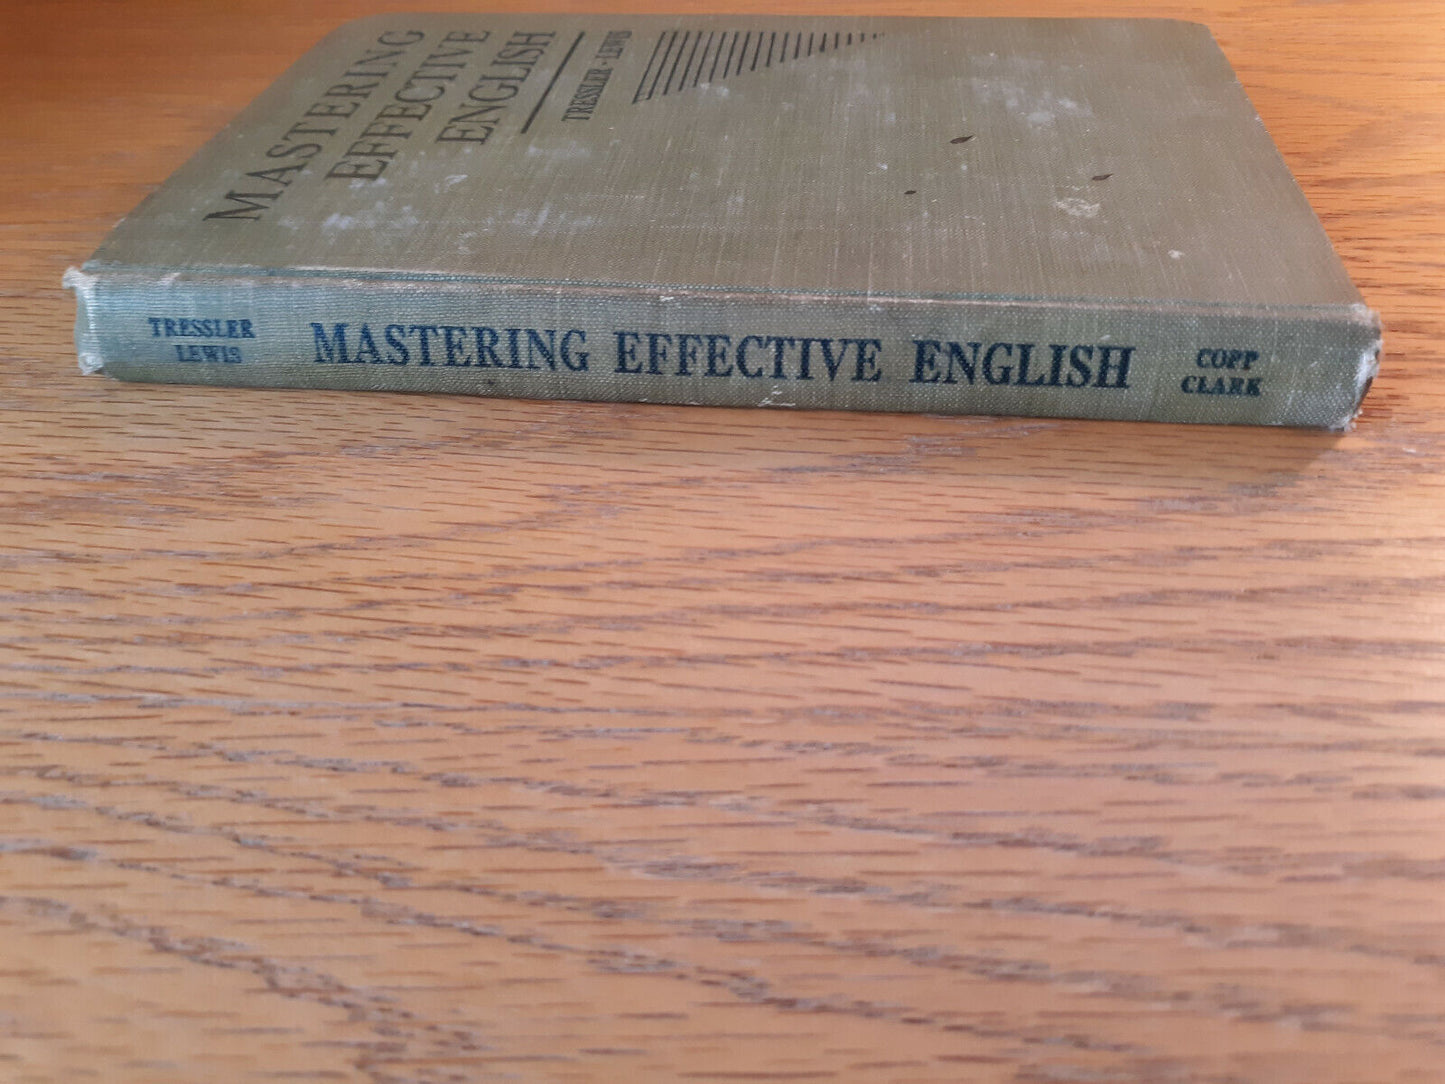 MASTERING
EFFECTIVE
ENGLISH
TRESSLER - LEWIS
TRESSLER
LEWIS
MASTERING EFFECTIVE ENGLISH
COPP
CLARK